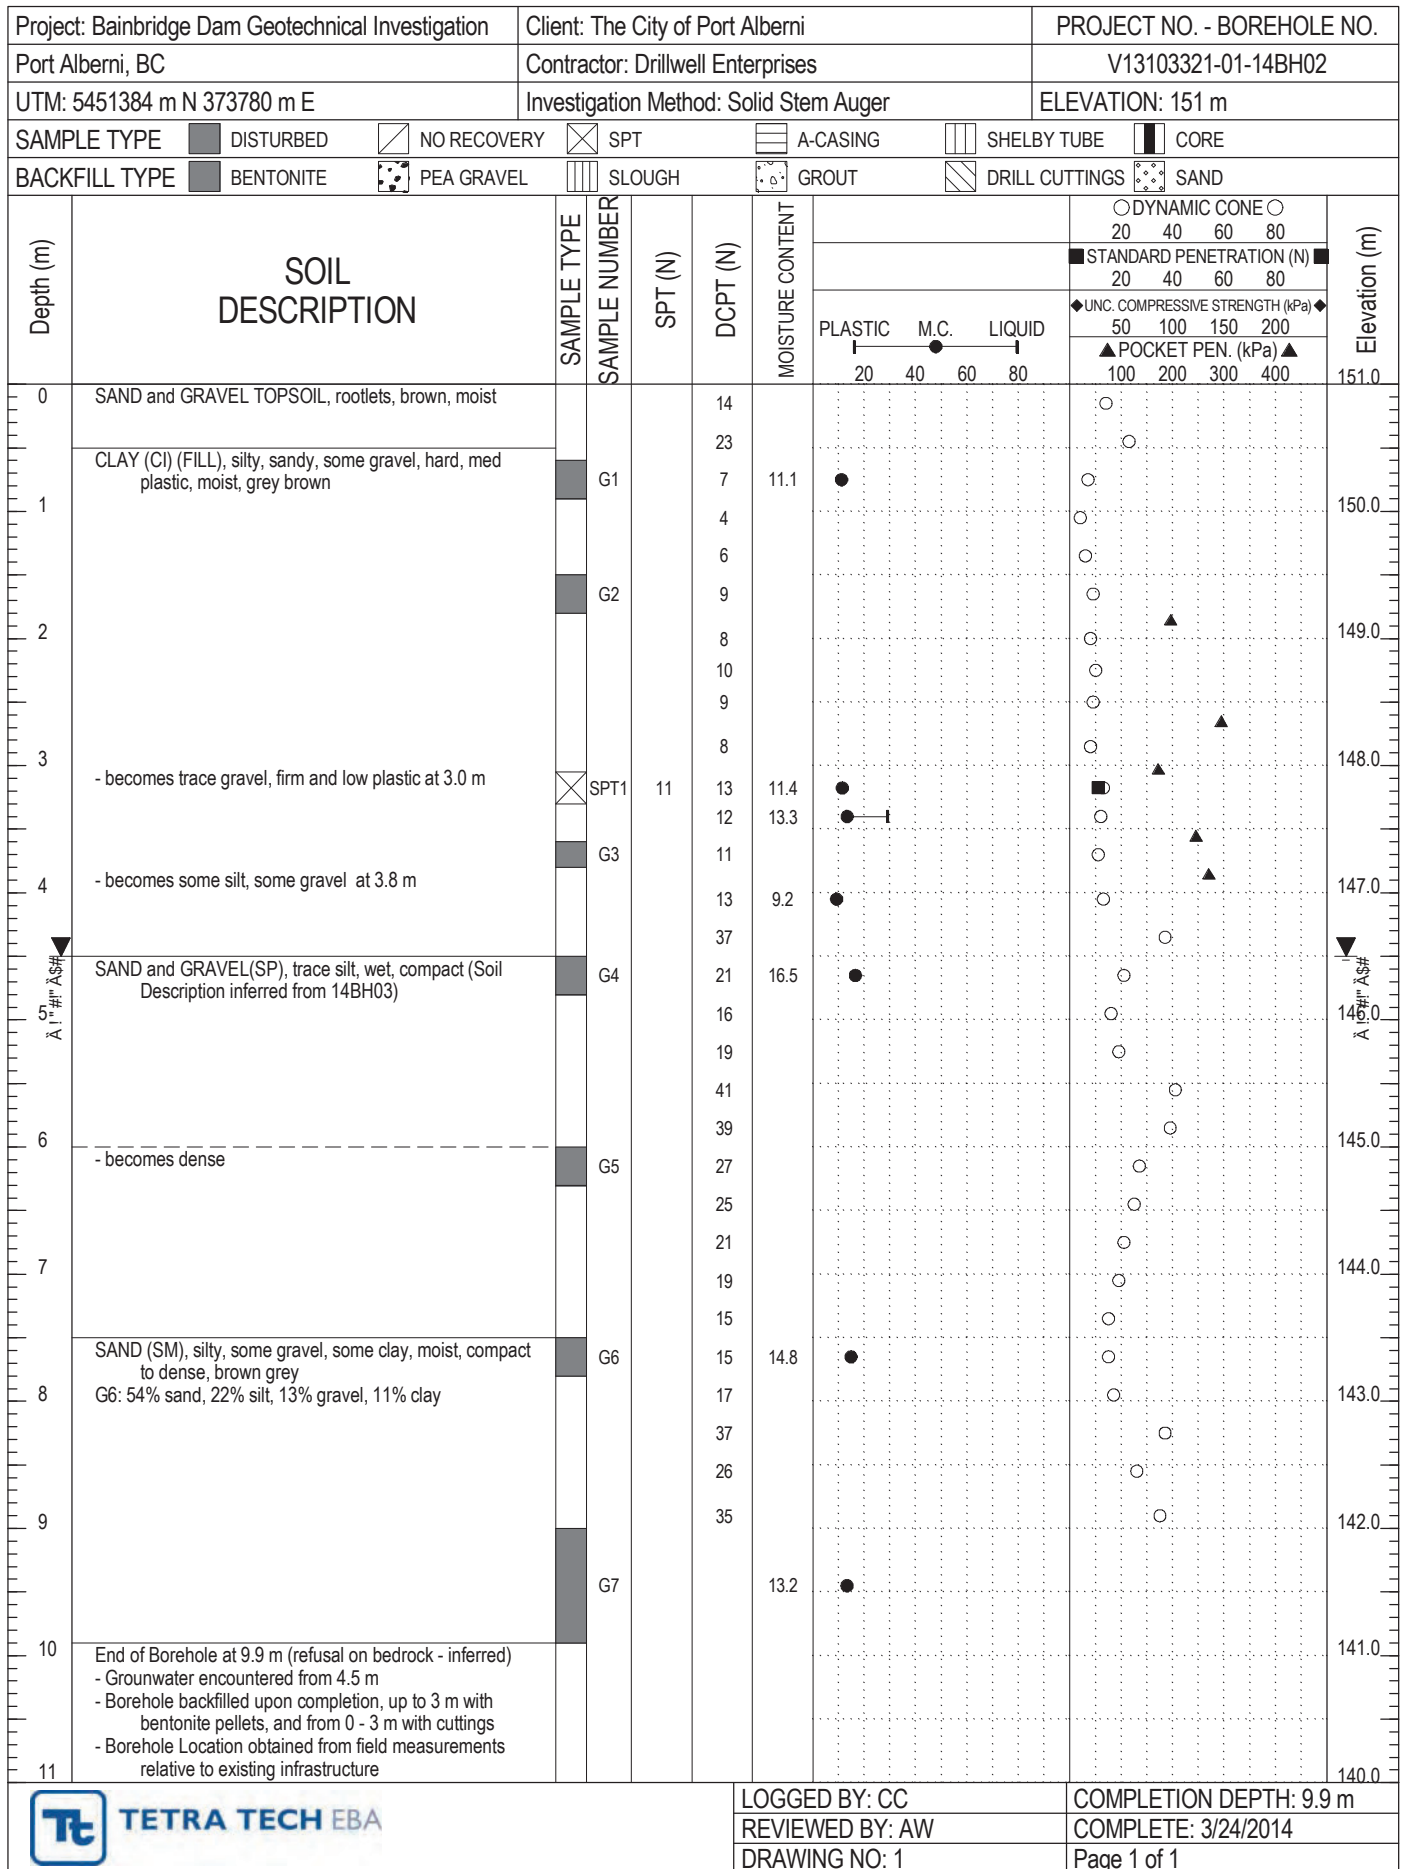 Project: Bainbridge Dam Geotechnical Investigation
Client: The City of Port Alberni
PROJECT NO. - BOREHOLE NO.
Port Alberni, BC
Contractor: Drillwell Enterprises
V13103321-01-14BH02
UTM: 5451384 m N 373780 m E
Investigation Method: Solid Stem Auger
ELEVATION: 151 m
SAMPLE TYPE DISTURBED NO RECOVERY SPT A-CASING SHELBY TUBE CORE
BACKFILL TYPE BENTONITE PEA GRAVEL SLOUGH GROUT DRILL CUTTINGS SAND
Depth (m)
SOIL
DESCRIPTION
SAMPLE TYPE
SAMPLE NUMBER
SPT (N)
DCPT (N)
MOISTURE CONTENT
PLASTIC M.C. LIQUID
20 40 60 80
DYNAMIC CONE
20 40 60 80
STANDARD PENETRATION (N)
20 40 60 80
UNC. COMPRESSIVE STRENGTH (kPa)
50 100 150 200
POCKET PEN. (kPa)
100 200 300 400
Elevation (m)
151.0
0 SAND and GRAVEL TOPSOIL, rootlets, brown, moist
14
23
CLAY (CI) (FILL), silty, sandy, some gravel, hard, med
plastic, moist, grey brown
G1 7 11.1
1 150.0
4
6
G2 9
2 8 149.0
10
9
8
3 148.0
- becomes trace gravel, firm and low plastic at 3.0 m
SPT1 11 13 11.4
12 13.3
G3 11
- becomes some silt, some gravel at 3.8 m
4 147.0
13 9.2
37
SAND and GRAVEL(SP), trace silt, wet, compact (Soil
Description inferred from 14BH03)
G4 21 16.5
5 16 146.0
19
41
39
6 145.0
- becomes dense
G5 27
25
21
7 144.0
19
15
SAND (SM), silty, some gravel, some clay, moist, compact
to dense, brown grey
G6 15 14.8
G6: 54% sand, 22% silt, 13% gravel, 11% clay
8 17 143.0
37
26
35
9 142.0
G7 13.2
10 141.0
End of Borehole at 9.9 m (refusal on bedrock - inferred)
- Grounwater encountered from 4.5 m
- Borehole backfilled upon completion, up to 3 m with
bentonite pellets, and from 0 - 3 m with cuttings
- Borehole Location obtained from field measurements
relative to existing infrastructure
11 140.0
Tt TETRA TECH EBA
LOGGED BY: CC
COMPLETION DEPTH: 9.9 m
REVIEWED BY: AW
COMPLETE: 3/24/2014
DRAWING NO: 1
Page 1 of 1